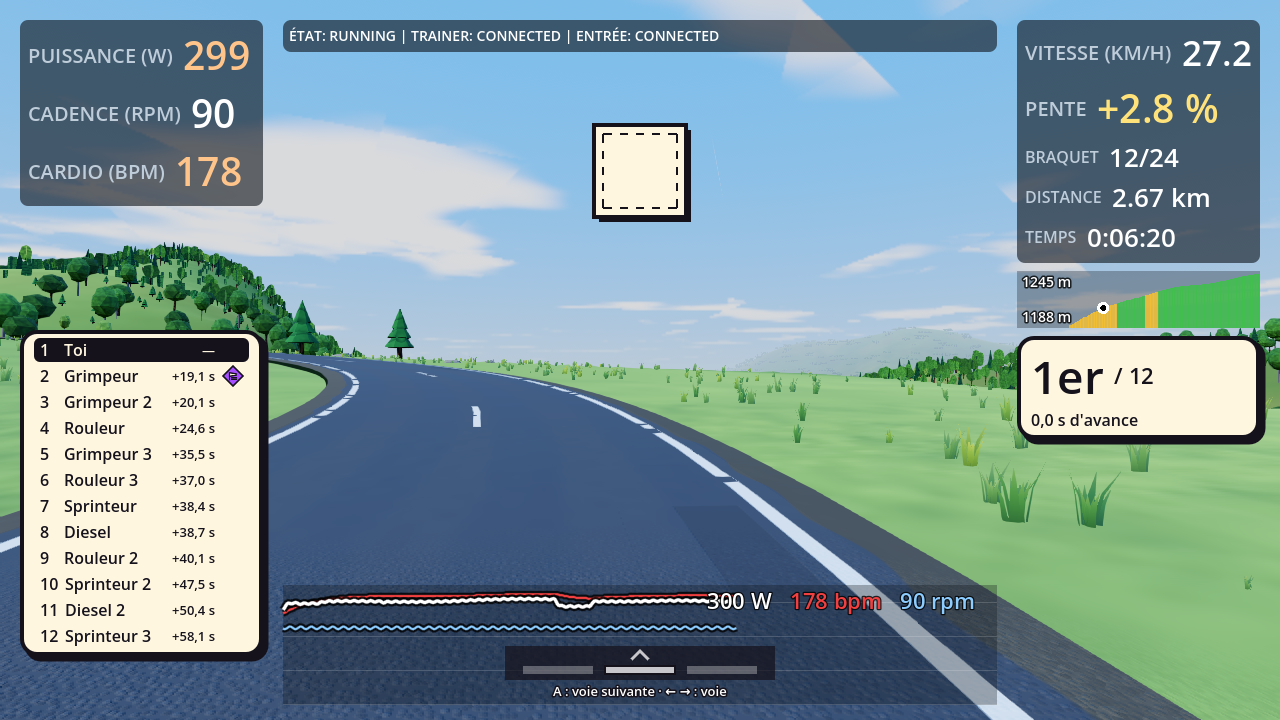 PUISSANCE (W) 299
CADENCE (RPM) 90
CARDIO (BPM) 178
ÉTAT: RUNNING | TRAINER: CONNECTED | ENTRÉE: CONNECTED
VITESSE (KM/H) 27.2
PENTE +2.8 %
BRAQUET 12/24
DISTANCE 2.67 km
TEMPS 0:06:20
1245 m
1188 m
1er / 12
0,0 s d'avance
1 Toi —
2 Grimpeur +19,1 s
3 Grimpeur 2 +20,1 s
4 Rouleur +24,6 s
5 Grimpeur 3 +35,5 s
6 Rouleur 3 +37,0 s
7 Sprinteur +38,4 s
8 Diesel +38,7 s
9 Rouleur 2 +40,1 s
10 Sprinteur 2 +47,5 s
11 Diesel 2 +50,4 s
12 Sprinteur 3 +58,1 s
300 W 178 bpm 90 rpm
A : voie suivante · ← → : voie